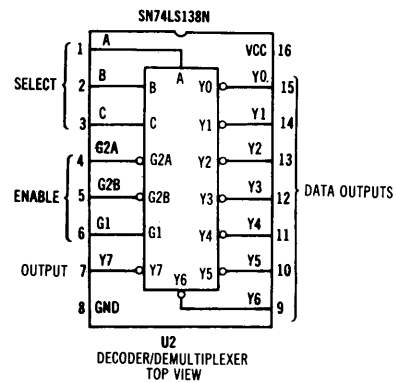 SN74LS138N
1 A VCC 16
A Y0 Y0 15
SELECT 2 B B
Y1 Y1 14
3 C C
4 G2A G2A Y2 Y2 13
ENABLE 5 G2B G2B Y3 Y3 12
DATA OUTPUTS
6 G1 G1 Y4 Y4 11
OUTPUT 7 Y7 Y7 Y5 Y5 10
Y6 Y6 9
8 GND
U2
DECODER/DEMULTIPLEXER
TOP VIEW